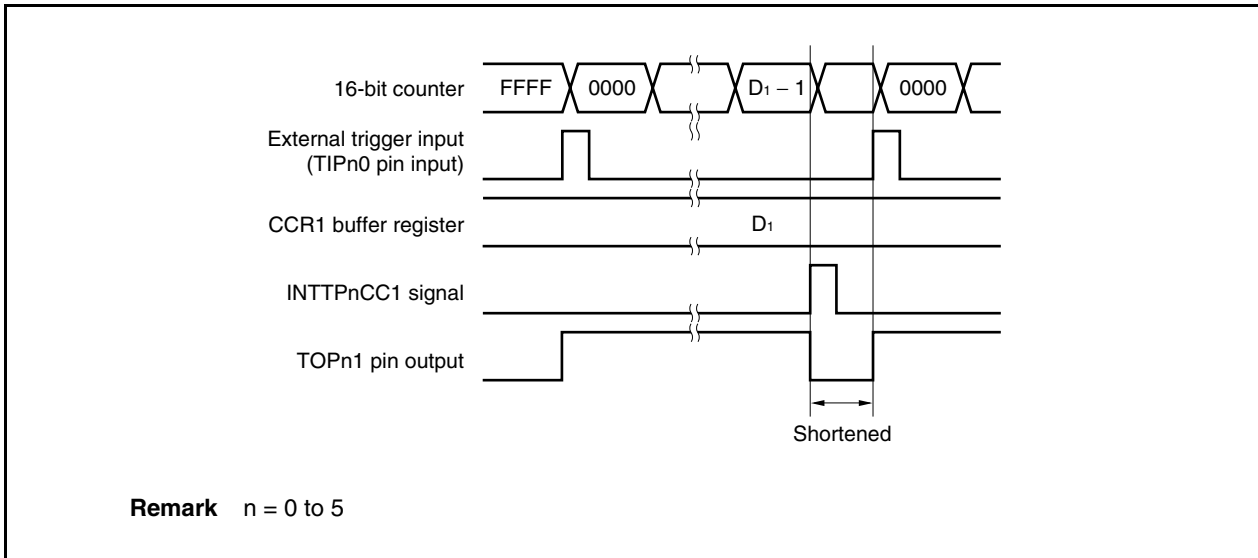 16-bit counter
FFFF 0000 D₁ – 1 0000
External trigger input
(TIPn0 pin input)
CCR1 buffer register
D₁
INTTPnCC1 signal
TOPn1 pin output
Shortened
Remark n = 0 to 5